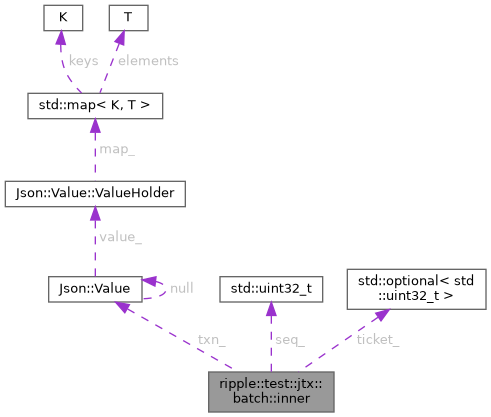 K
T
keys
elements
std::map< K, T >
map_
Json::Value::ValueHolder
value_
Json::Value
null
std::uint32_t
std::optional< std
::uint32_t >
txn_
seq_
ticket_
ripple::test::jtx::
batch::inner